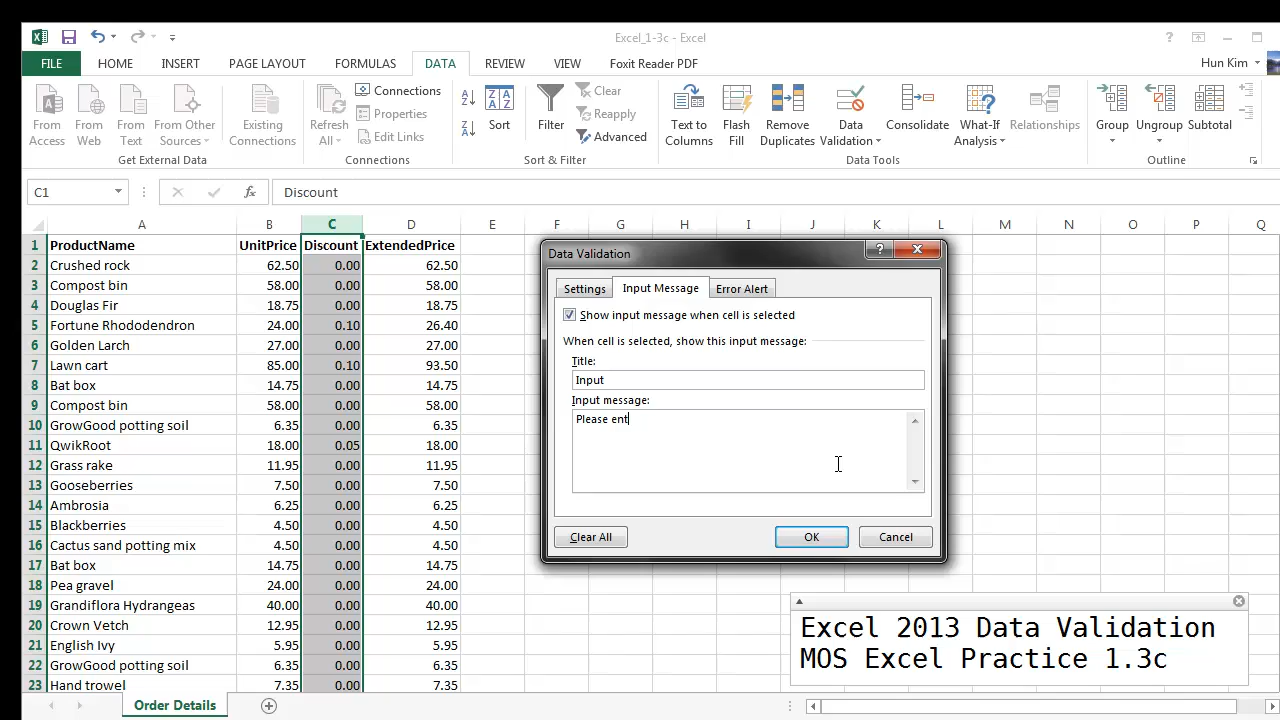 Excel_1-3c - Excel
FILE HOME INSERT PAGE LAYOUT FORMULAS DATA REVIEW VIEW Foxit Reader PDF Hun Kim
From Access
From Web
From Text
From Other Sources
Existing Connections
Refresh All
Connections
Properties
Edit Links
Sort
Filter
Clear
Reapply
Advanced
Text to Columns
Flash Fill
Remove Duplicates
Data Validation
Consolidate
What-If Analysis
Relationships
Group
Ungroup
Subtotal
Get External Data Connections Sort & Filter Data Tools Outline
C1 fx Discount
A B C D E F G H I J K L M N O P Q
1 ProductName UnitPrice Discount ExtendedPrice
2 Crushed rock 62.50 0.00 62.50
3 Compost bin 58.00 0.00 58.00
4 Douglas Fir 18.75 0.00 18.75
5 Fortune Rhododendron 24.00 0.10 26.40
6 Golden Larch 27.00 0.00 27.00
7 Lawn cart 85.00 0.10 93.50
8 Bat box 14.75 0.00 14.75
9 Compost bin 58.00 0.00 58.00
10 GrowGood potting soil 6.35 0.00 6.35
11 QwikRoot 18.00 0.05 18.00
12 Grass rake 11.95 0.00 11.95
13 Gooseberries 7.50 0.00 7.50
14 Ambrosia 6.25 0.00 6.25
15 Blackberries 4.50 0.00 4.50
16 Cactus sand potting mix 4.50 0.00 4.50
17 Bat box 14.75 0.00 14.75
18 Pea gravel 24.00 0.00 24.00
19 Grandiflora Hydrangeas 40.00 0.00 40.00
20 Crown Vetch 12.95 0.00 12.95
21 English Ivy 5.95 0.00 5.95
22 GrowGood potting soil 6.35 0.00 6.35
23 Hand trowel 7.35 0.00 7.35
Data Validation
Settings Input Message Error Alert
Show input message when cell is selected
When cell is selected, show this input message:
Title:
Input
Input message:
Please ent
Clear All OK Cancel
Excel 2013 Data Validation
MOS Excel Practice 1.3c
Order Details